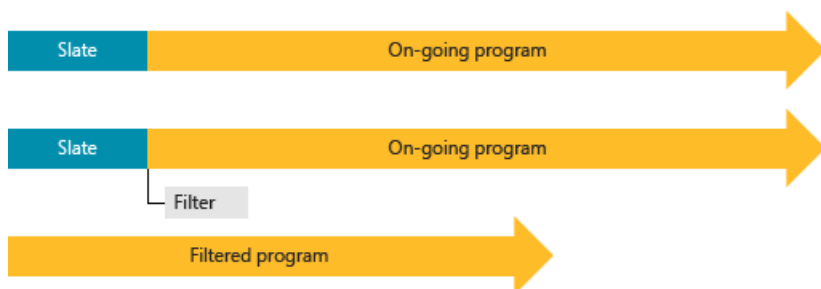 Slate On-going program
Slate On-going program
Filter
Filtered program